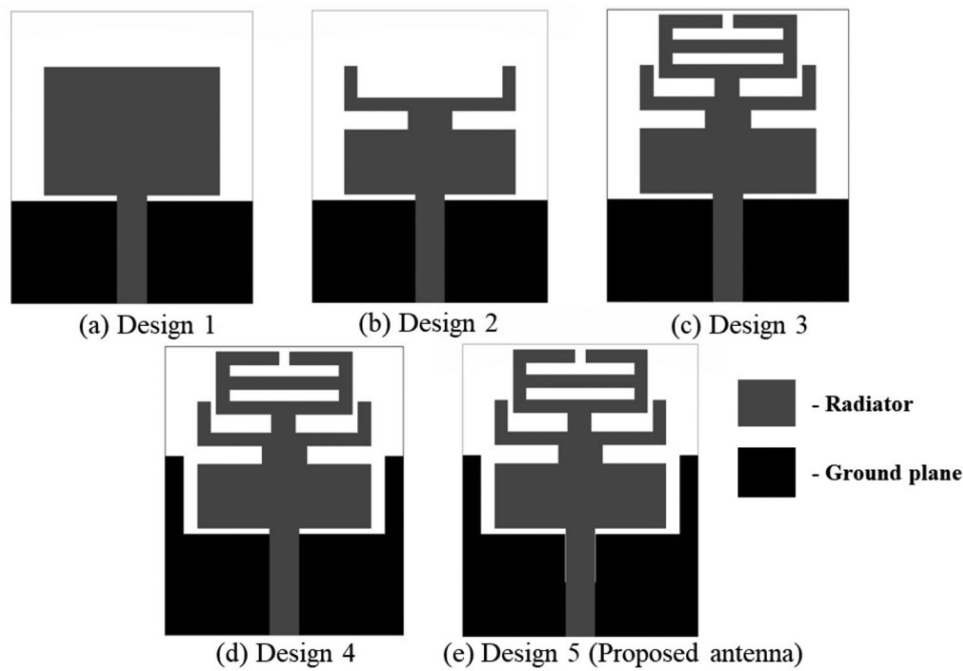 (a) Design 1
(b) Design 2
(c) Design 3
(d) Design 4
(e) Design 5 (Proposed antenna)
- Radiator
- Ground plane